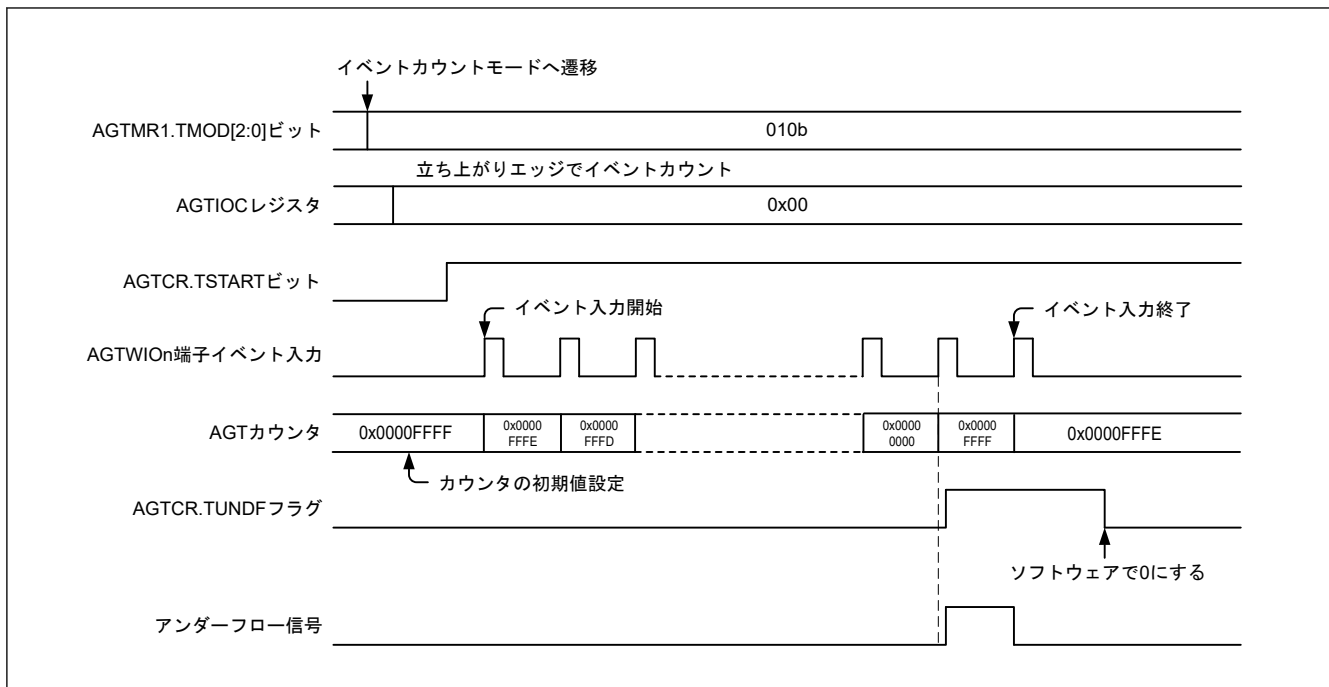 イベントカウントモードへ遷移
AGTMR1.TMOD[2:0]ビット
010b
立ち上がりエッジでイベントカウント
AGTIOCレジスタ
0x00
AGTCR.TSTARTビット
イベント入力開始
イベント入力終了
AGTWIOn端子イベント入力
AGTカウンタ
0x0000FFFF
0x0000
FFFE
0x0000
FFFD
0x0000
0000
0x0000
FFFF
0x0000FFFE
カウンタの初期値設定
AGTCR.TUNDFフラグ
ソフトウェアで0にする
アンダーフロー信号